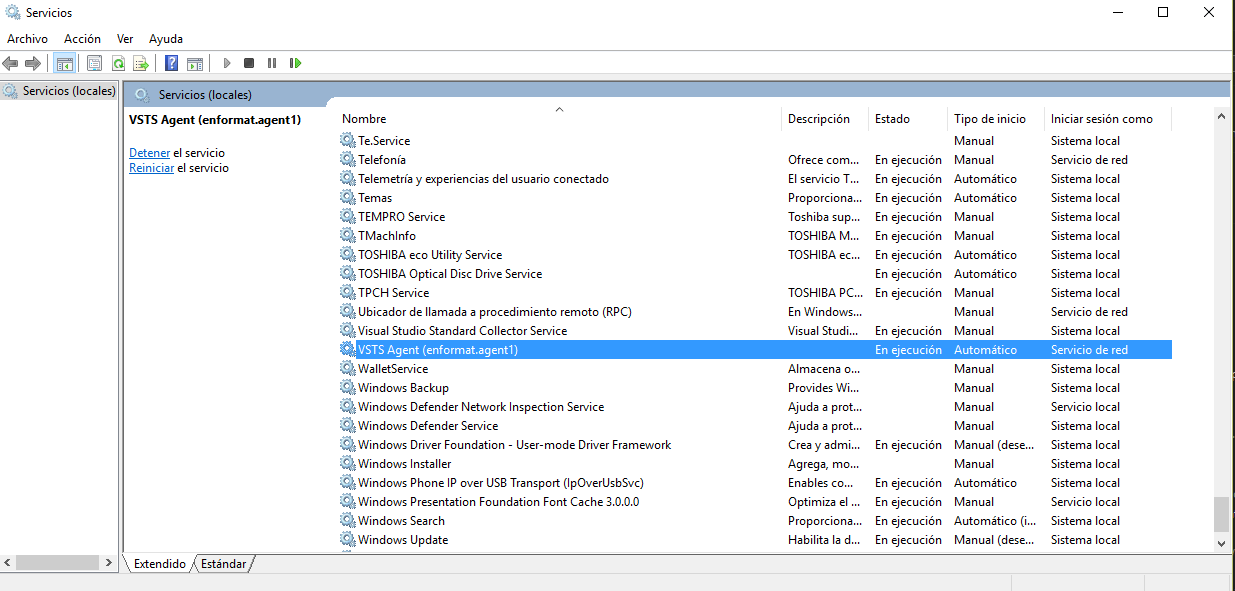 Servicios
Archivo Acción Ver Ayuda
Servicios (locales)
Servicios (locales)
VSTS Agent (enformat.agent1)
Detener el servicio
Reiniciar el servicio
Nombre Descripción Estado Tipo de inicio Iniciar sesión como
Te.Service Manual Sistema local
Telefonía Ofrece com... En ejecución Manual Servicio de red
Telemetría y experiencias del usuario conectado El servicio T... En ejecución Automático Sistema local
Temas Proporciona... En ejecución Automático Sistema local
TEMPRO Service Toshiba sup... En ejecución Manual Sistema local
TMachInfo TOSHIBA M... En ejecución Manual Sistema local
TOSHIBA eco Utility Service TOSHIBA ec... En ejecución Automático Sistema local
TOSHIBA Optical Disc Drive Service En ejecución Automático Sistema local
TPCH Service TOSHIBA PC... En ejecución Manual Sistema local
Ubicador de llamada a procedimiento remoto (RPC) En Windows... Manual Servicio de red
Visual Studio Standard Collector Service Visual Studi... En ejecución Manual Sistema local
VSTS Agent (enformat.agent1) En ejecución Automático Servicio de red
WalletService Almacena o... Manual Sistema local
Windows Backup Provides Wi... Manual Sistema local
Windows Defender Network Inspection Service Ayuda a prot... Manual Servicio local
Windows Defender Service Ayuda a prot... Manual Sistema local
Windows Driver Foundation - User-mode Driver Framework Crea y admi... En ejecución Manual (dese... Sistema local
Windows Installer Agrega, mo... Manual Sistema local
Windows Phone IP over USB Transport (IpOverUsbSvc) Enables co... En ejecución Automático Sistema local
Windows Presentation Foundation Font Cache 3.0.0.0 Optimiza el ... En ejecución Manual Servicio local
Windows Search Proporciona... En ejecución Automático (i... Sistema local
Windows Update Habilita la d... En ejecución Manual (dese... Sistema local
Extendido Estándar